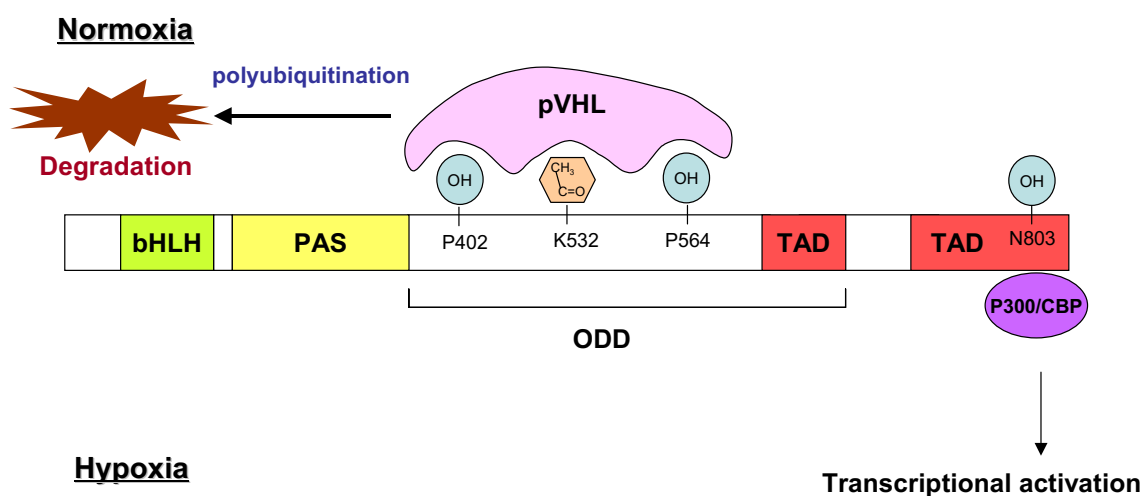 Normoxia
polyubiquitination
pVHL
Degradation
OH
CH3
C=O
OH
OH
bHLH
PAS
P402
K532
P564
TAD
TAD
N803
P300/CBP
ODD
Hypoxia
Transcriptional activation